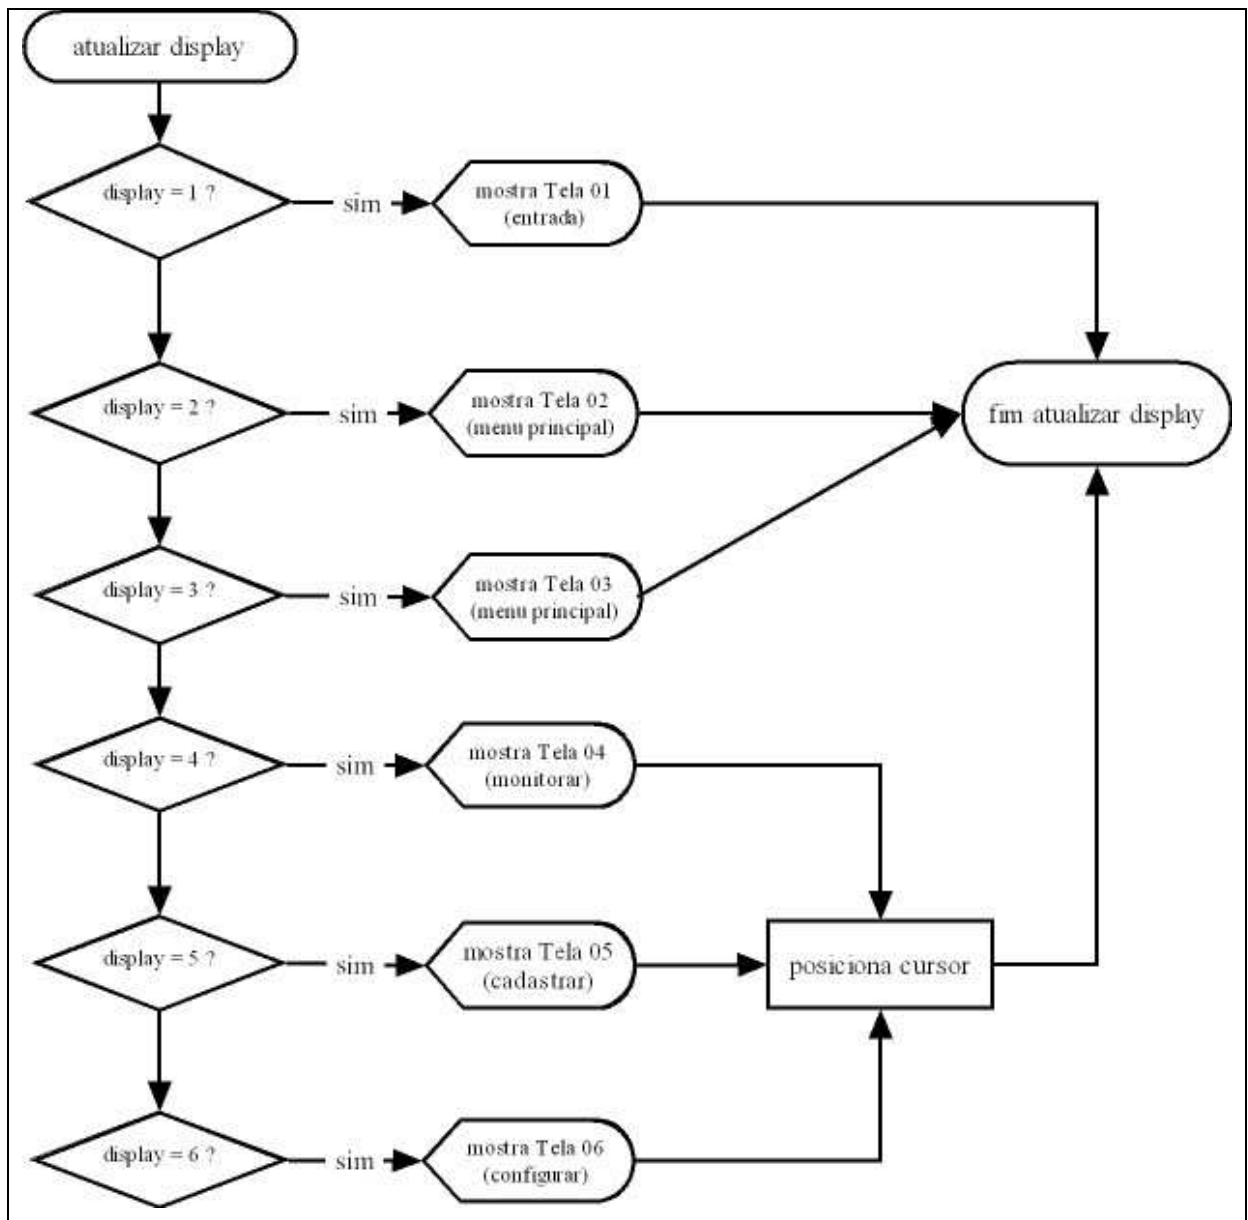 atualizar display
display = 1 ?
sim
mostra Tela 01
(entrada)
display = 2 ?
sim
mostra Tela 02
(menu principal)
fim atualizar display
display = 3 ?
sim
mostra Tela 03
(menu principal)
display = 4 ?
sim
mostra Tela 04
(monitorar)
display = 5 ?
sim
mostra Tela 05
(cadastrar)
posiciona cursor
display = 6 ?
sim
mostra Tela 06
(configurar)